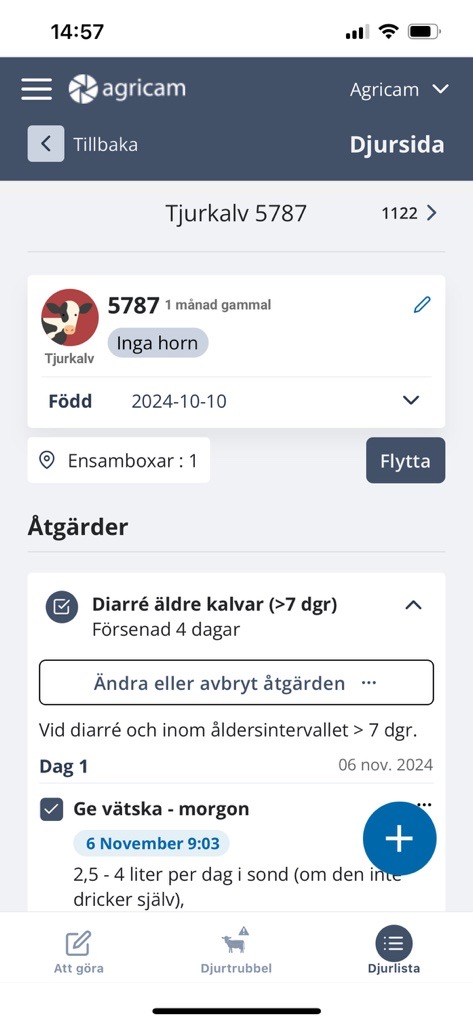 14:57
agricam
Agricam
Tillbaka
Djursida
Tjurkalv 5787
1122
5787 1 månad gammal
Inga horn
Tjurkalv
Född 2024-10-10
Ensamboxar : 1
Flytta
Åtgärder
Diarré äldre kalvar (>7 dgr)
Försenad 4 dagar
Ändra eller avbryt åtgärden ...
Vid diarré och inom åldersintervallet > 7 dgr.
Dag 1
06 nov. 2024
Ge vätska - morgon
...
6 November 9:03
2,5 - 4 liter per dag i sond (om den inte
dricker själv),
Att göra
Djurtrubbel
Djurlista